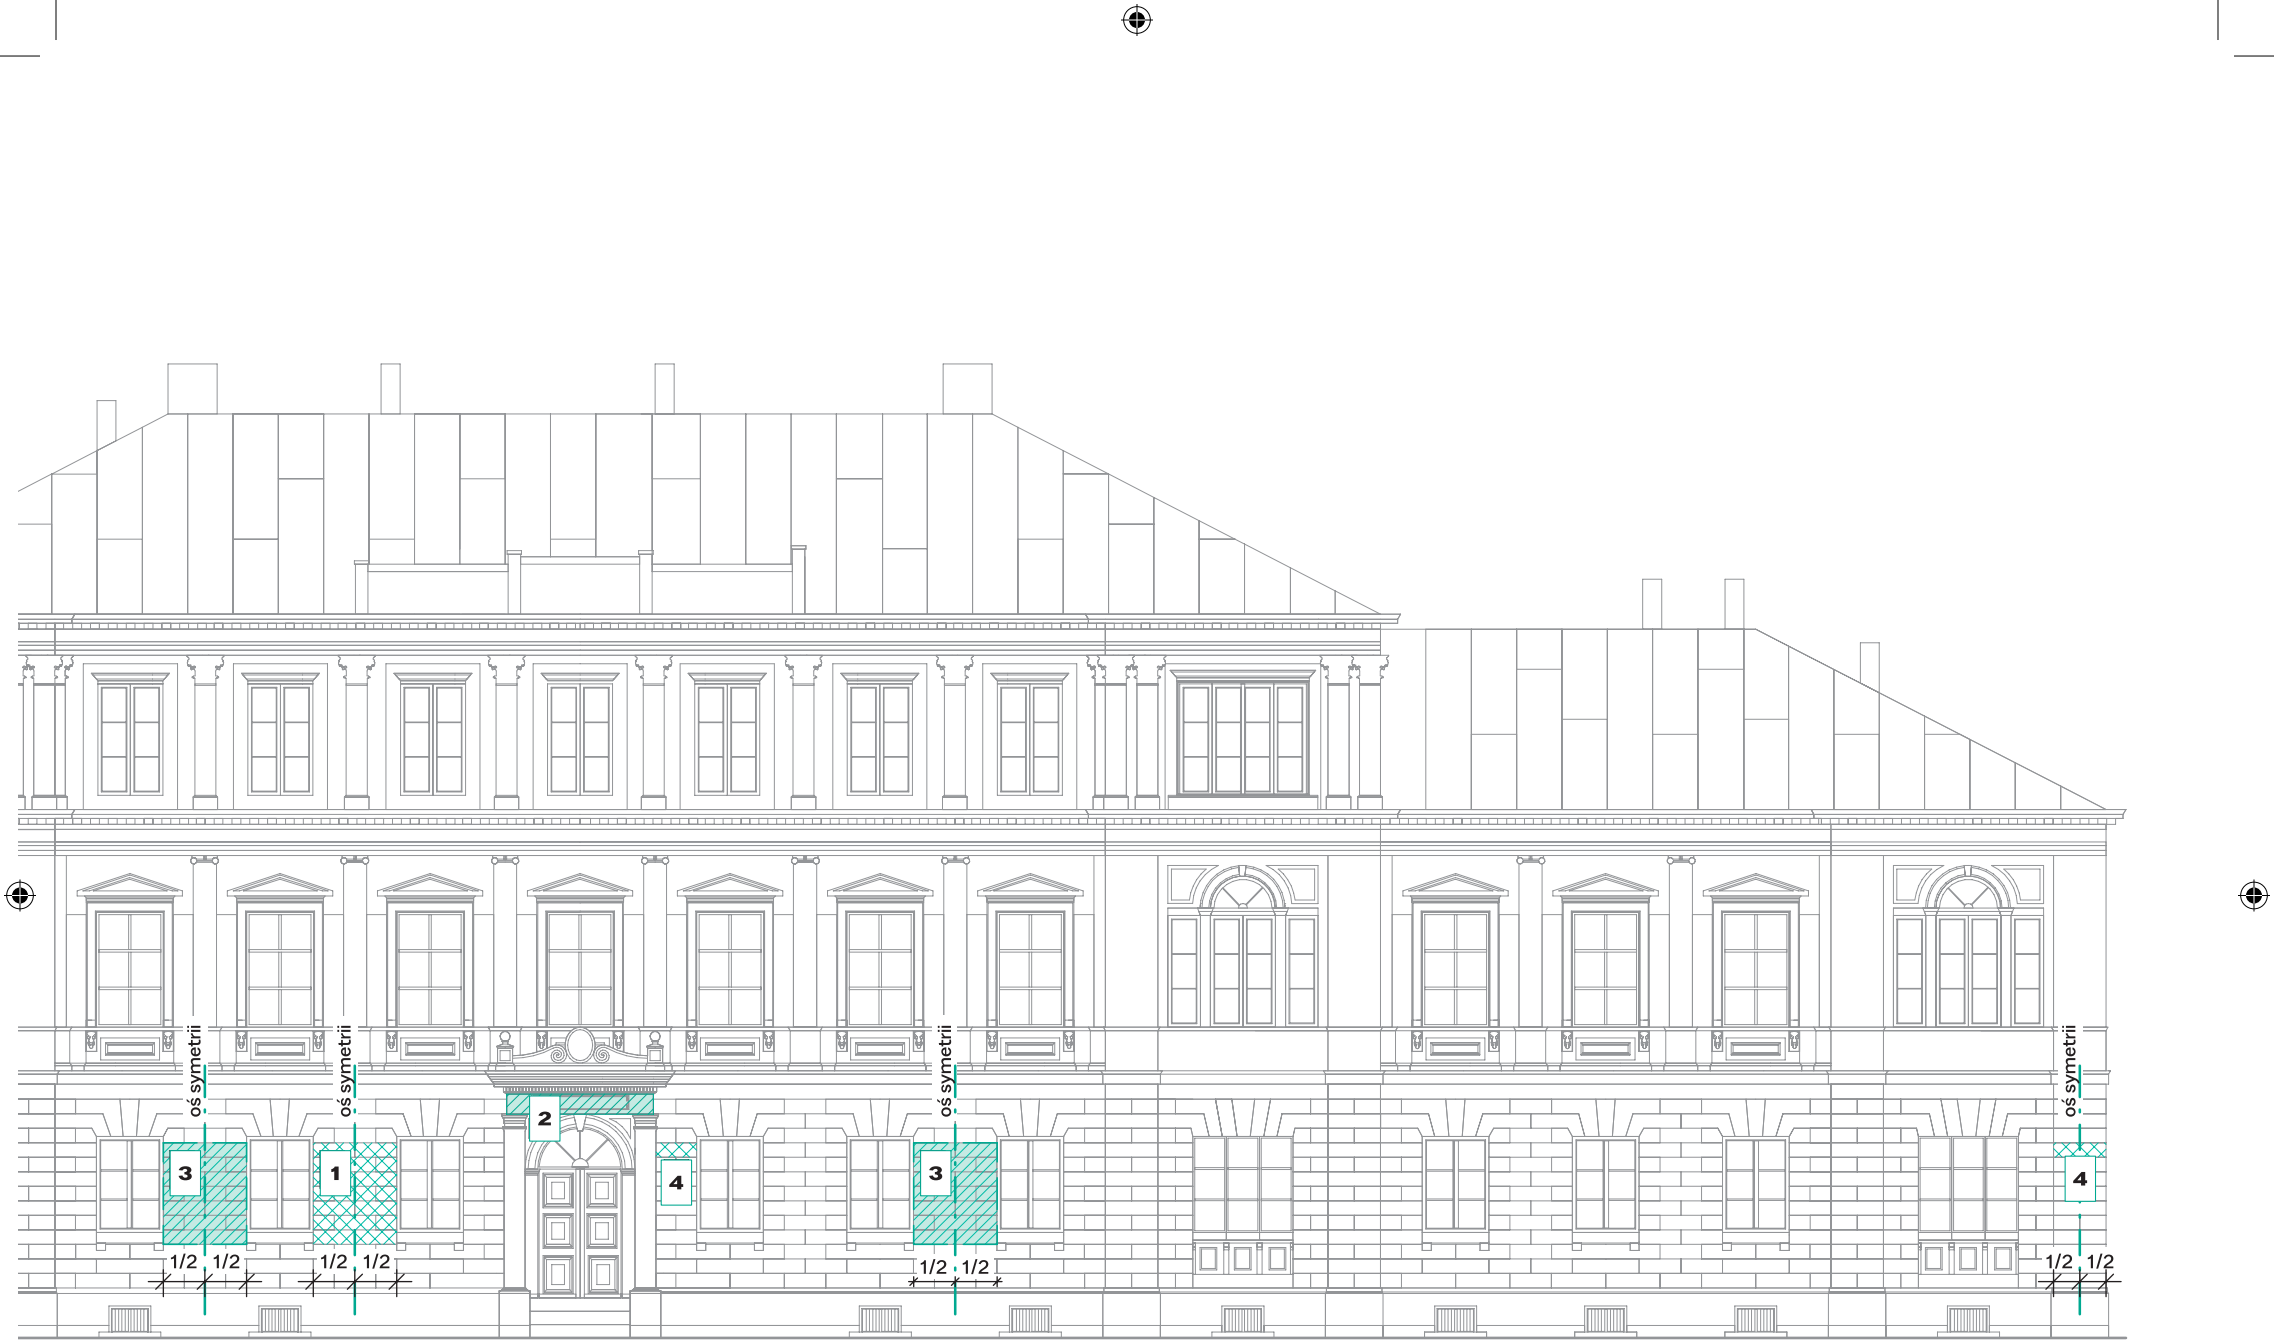 oś symetrii
oś symetrii
oś symetrii
oś symetrii
2
3
1
4
3
4
1/2 1/2
1/2 1/2
1/2 1/2
1/2 1/2